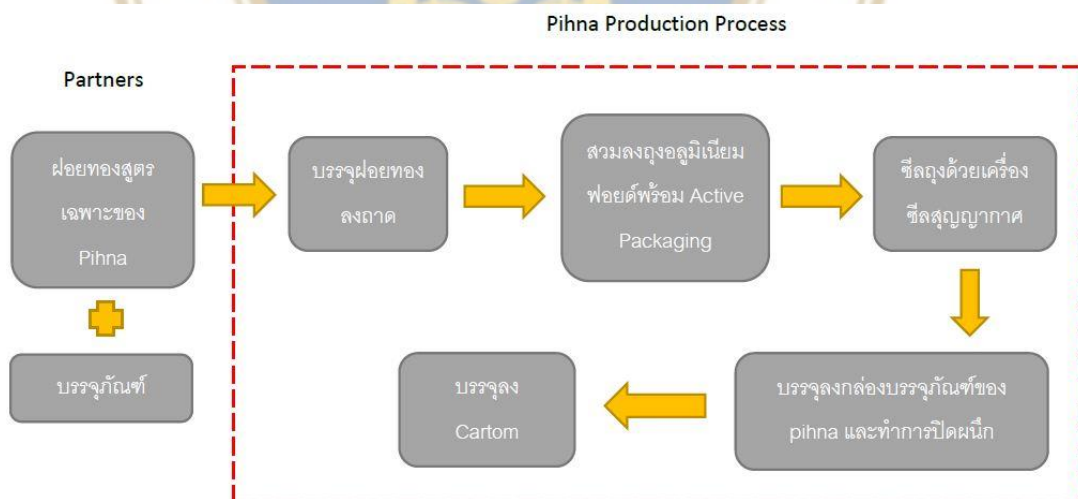 Pihna Production Process
Partners
ฝอยทองสูตร
เฉพาะของ
Pihna
บรรจุภัณฑ์
บรรจุฝอยทอง
ลงถาด
สวมลงถุงอลูมิเนียม
ฟอยด์พร้อม Active
Packaging
ซีลถุงด้วยเครื่อง
ซีลสุญญากาศ
บรรจุลงกล่องบรรจุภัณฑ์ของ
pihna และทำการปิดผนึก
บรรจุลง
Cartom